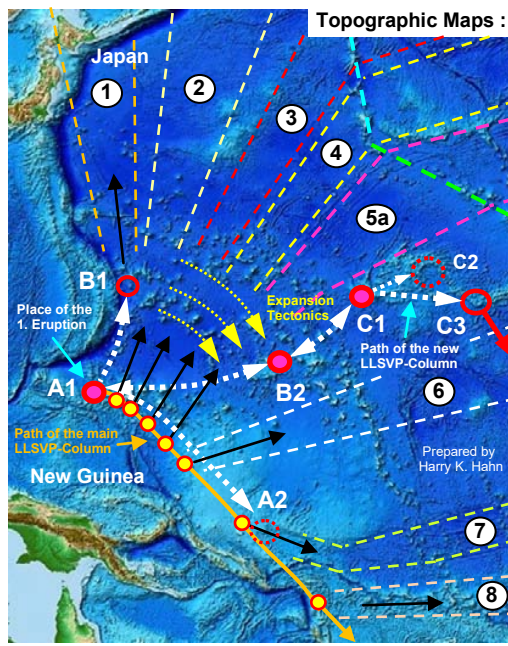 Topographic Maps :
Japan
1
2
3
4
5a
C2
B1
Expansion
Tectonics
Place of the
1. Eruption
C1
C3
Path of the new
LLSVP-Column
A1
B2
6
Path of the main
LLSVP-Column
Prepared by
Harry K. Hahn
New Guinea
A2
7
8